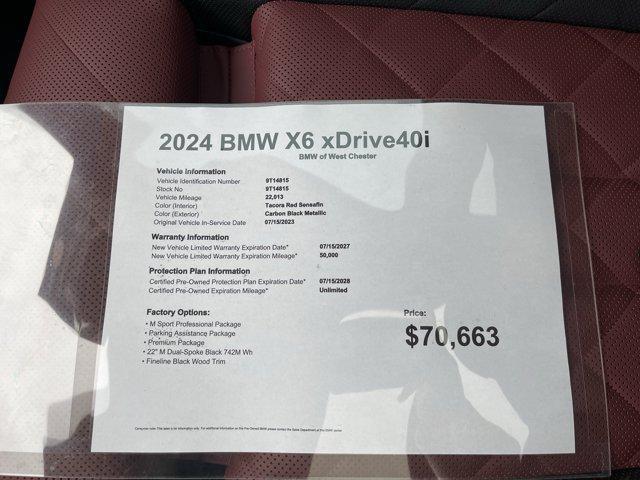 2024 BMW X6 xDrive40i
BMW of West Chester
Vehicle Information
Vehicle Identification Number 9T14815
Stock No 9T14815
Vehicle Mileage 22,013
Color (Interior) Tacora Red Sensafin
Color (Exterior) Carbon Black Metallic
Original Vehicle In-Service Date 07/15/2023
Warranty Information
New Vehicle Limited Warranty Expiration Date* 07/15/2027
New Vehicle Limited Warranty Expiration Mileage* 50,000
Protection Plan Information
Certified Pre-Owned Protection Plan Expiration Date* 07/15/2028
Certified Pre-Owned Expiration Mileage* Unlimited
Factory Options:
• M Sport Professional Package
• Parking Assistance Package
• Premium Package
• 22" M Dual-Spoke Black 742M Wh
• Fineline Black Wood Trim
Price:
$70,663